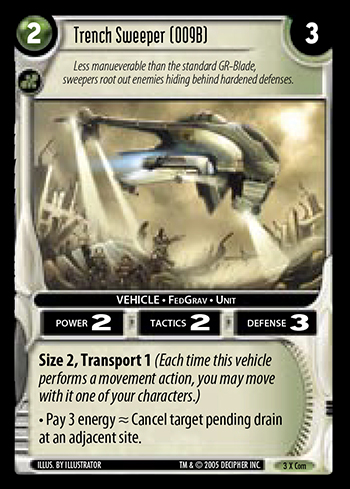 2
Trench Sweeper (009B)
3
Less manueverable than the standard GR-Blade,
sweepers root out enemies hiding behind hardened defenses.
VEHICLE • FEDGRAV • UNIT
POWER 2 TACTICS 2 DEFENSE 3
Size 2, Transport 1 (Each time this vehicle
performs a movement action, you may move
with it one of your characters.)
• Pay 3 energy ≈ Cancel target pending drain
at an adjacent site.
ILLUS. BY ILLUSTRATOR
TM & © 2005 DECIPHER INC
3 X Com